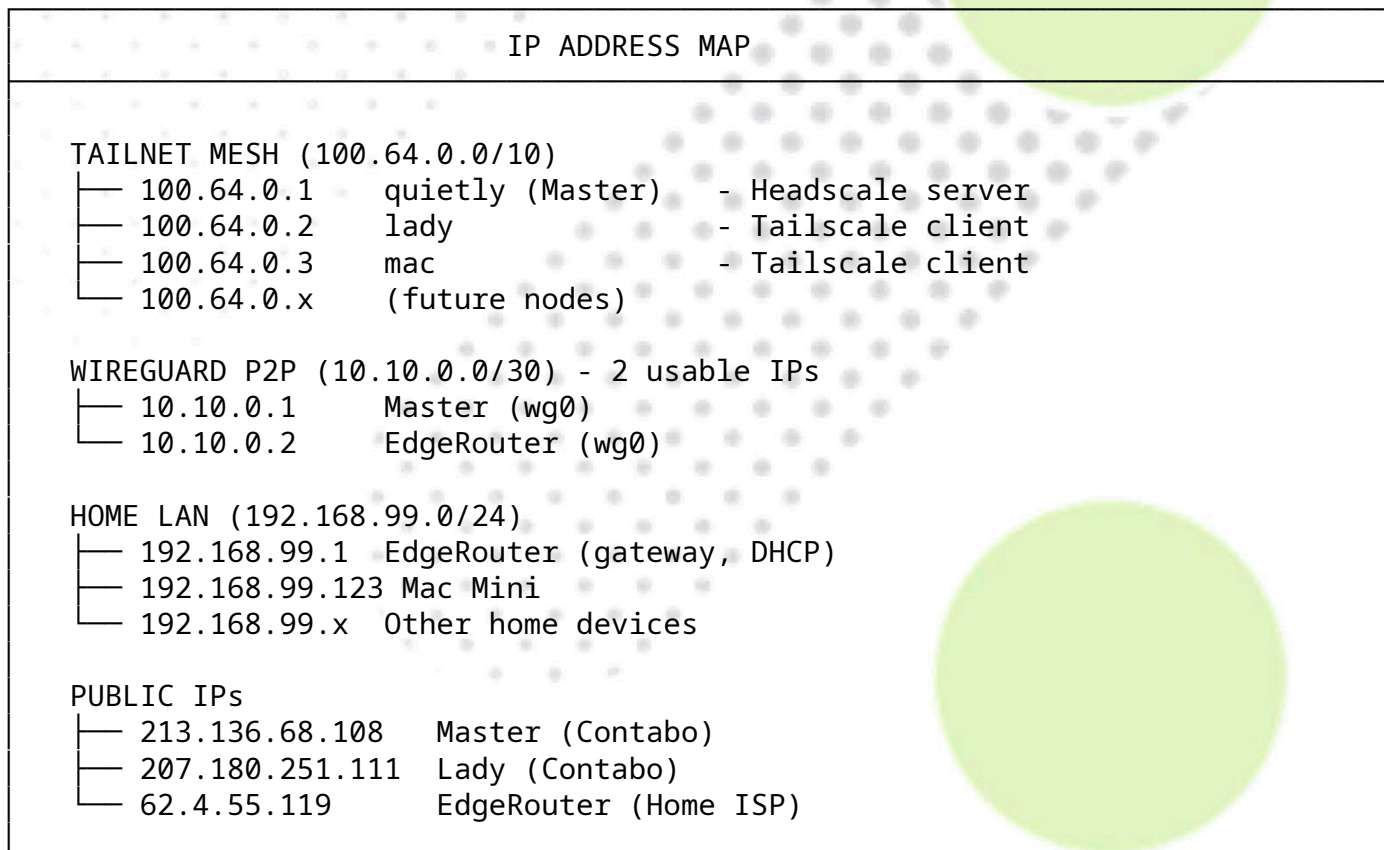 IP ADDRESS MAP
TAILNET MESH (100.64.0.0/10)
├── 100.64.0.1 quietly (Master) - Headscale server
├── 100.64.0.2 lady - Tailscale client
├── 100.64.0.3 mac - Tailscale client
└── 100.64.0.x (future nodes)
WIREGUARD P2P (10.10.0.0/30) - 2 usable IPs
├── 10.10.0.1 Master (wg0)
└── 10.10.0.2 EdgeRouter (wg0)
HOME LAN (192.168.99.0/24)
├── 192.168.99.1 EdgeRouter (gateway, DHCP)
├── 192.168.99.123 Mac Mini
└── 192.168.99.x Other home devices
PUBLIC IPs
├── 213.136.68.108 Master (Contabo)
├── 207.180.251.111 Lady (Contabo)
└── 62.4.55.119 EdgeRouter (Home ISP)